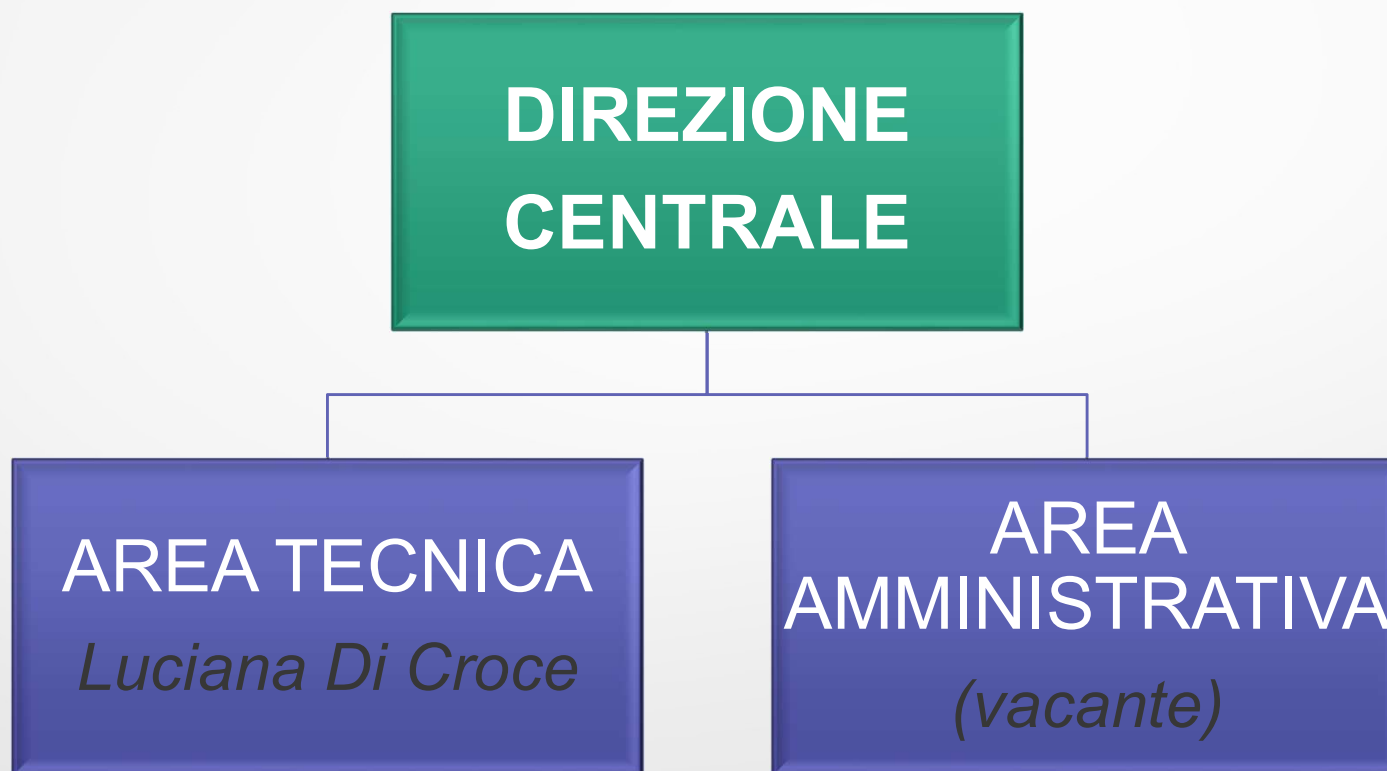 DIREZIONE
CENTRALE
AREA TECNICA
Luciana Di Croce
AREA
AMMINISTRATIVA
(vacante)